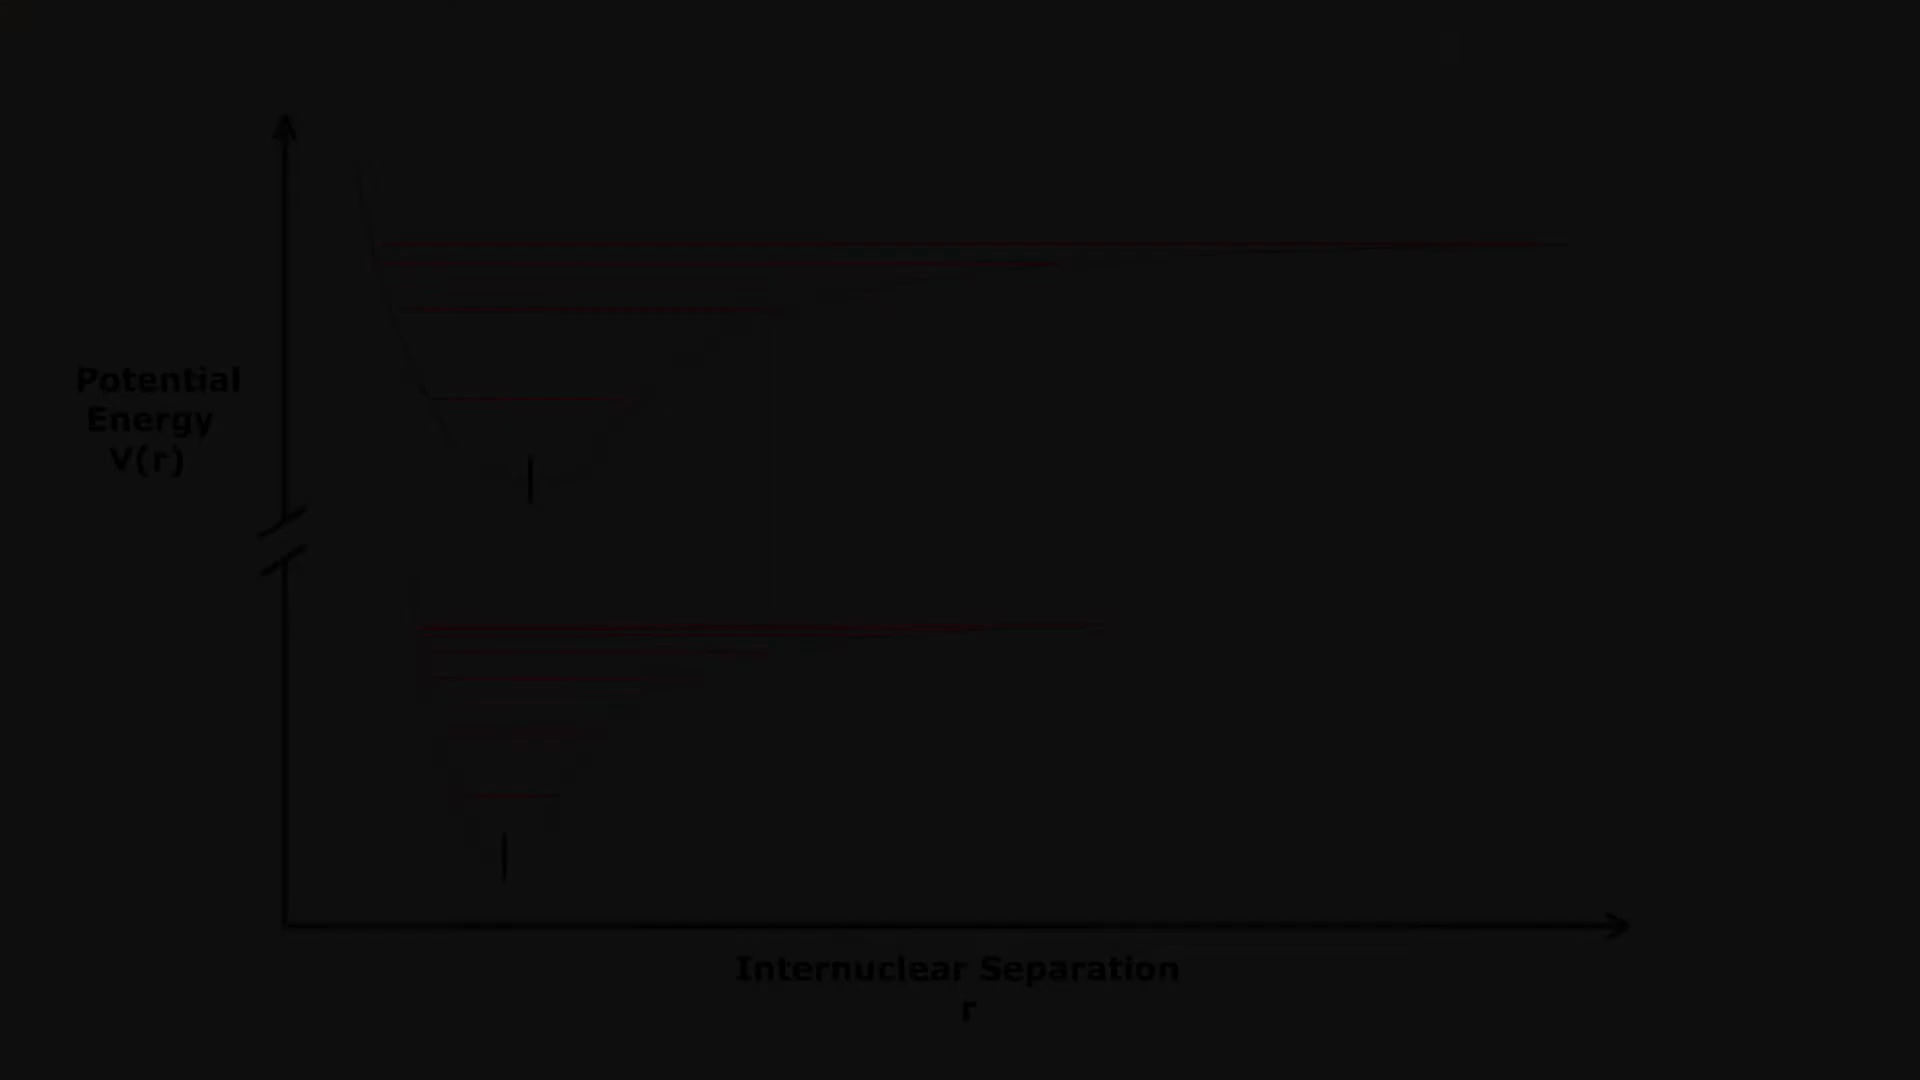 Potential
Energy
V(r)
Internuclear Separation
r